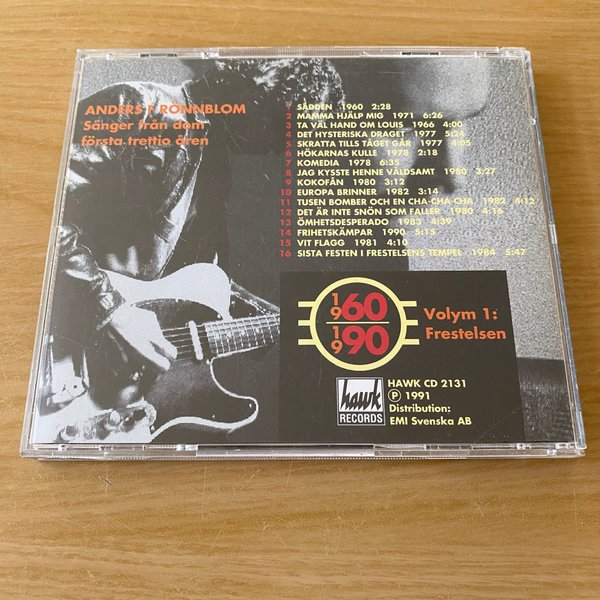 ANDERS F RÖNNBLOM
Sånger från dom
första trettio åren
1 SÅDDEN 1960 2:28
2 MAMMA HJÄLP MIG 1971 6:26
3 TA VÄL HAND OM LOUIS 1966 4:00
4 DET HYSTERISKA DRAGET 1977 5:24
5 SKRATTA TILLS TÅGET GÅR 1977 4:05
6 HÖKARNAS KULLE 1978 2:18
7 KOMEDIA 1978 6:35
8 JAG KYSSTE HENNE VÅLDSAMT 1980 3:27
9 KOKOFÅN 1980 3:12
10 EUROPA BRINNER 1982 3:14
11 TUSEN BOMBER OCH EN CHA-CHA-CHA 1982 4:12
12 DET ÄR INTE SNÖN SOM FALLER 1980 4:16
13 ÖMHETSDESPERADO 1983 4:39
14 FRIHETSKÄMPAR 1990 5:15
15 VIT FLAGG 1981 4:10
16 SISTA FESTEN I FRESTELSENS TEMPEL 1984 5:47
1960
1990
Volym 1:
Frestelsen
hawk
RECORDS
HAWK CD 2131
Ⓟ 1991
Distribution:
EMI Svenska AB